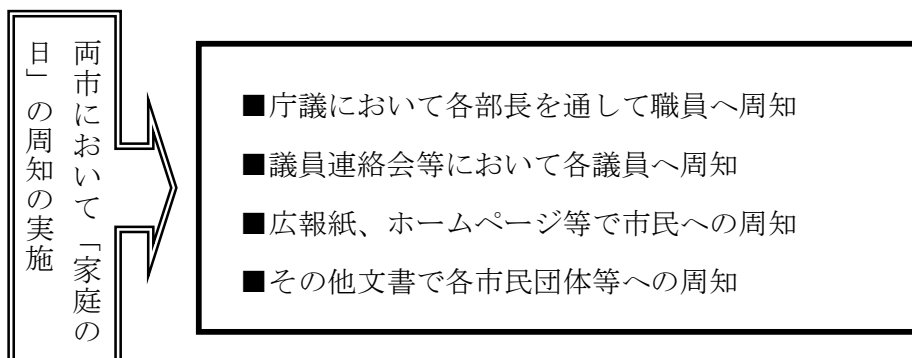 両市において「家庭の
日」の周知の実施
■庁議において各部長を通して職員へ周知
■議員連絡会等において各議員へ周知
■広報紙、ホームページ等で市民への周知
■その他文書で各市民団体等への周知